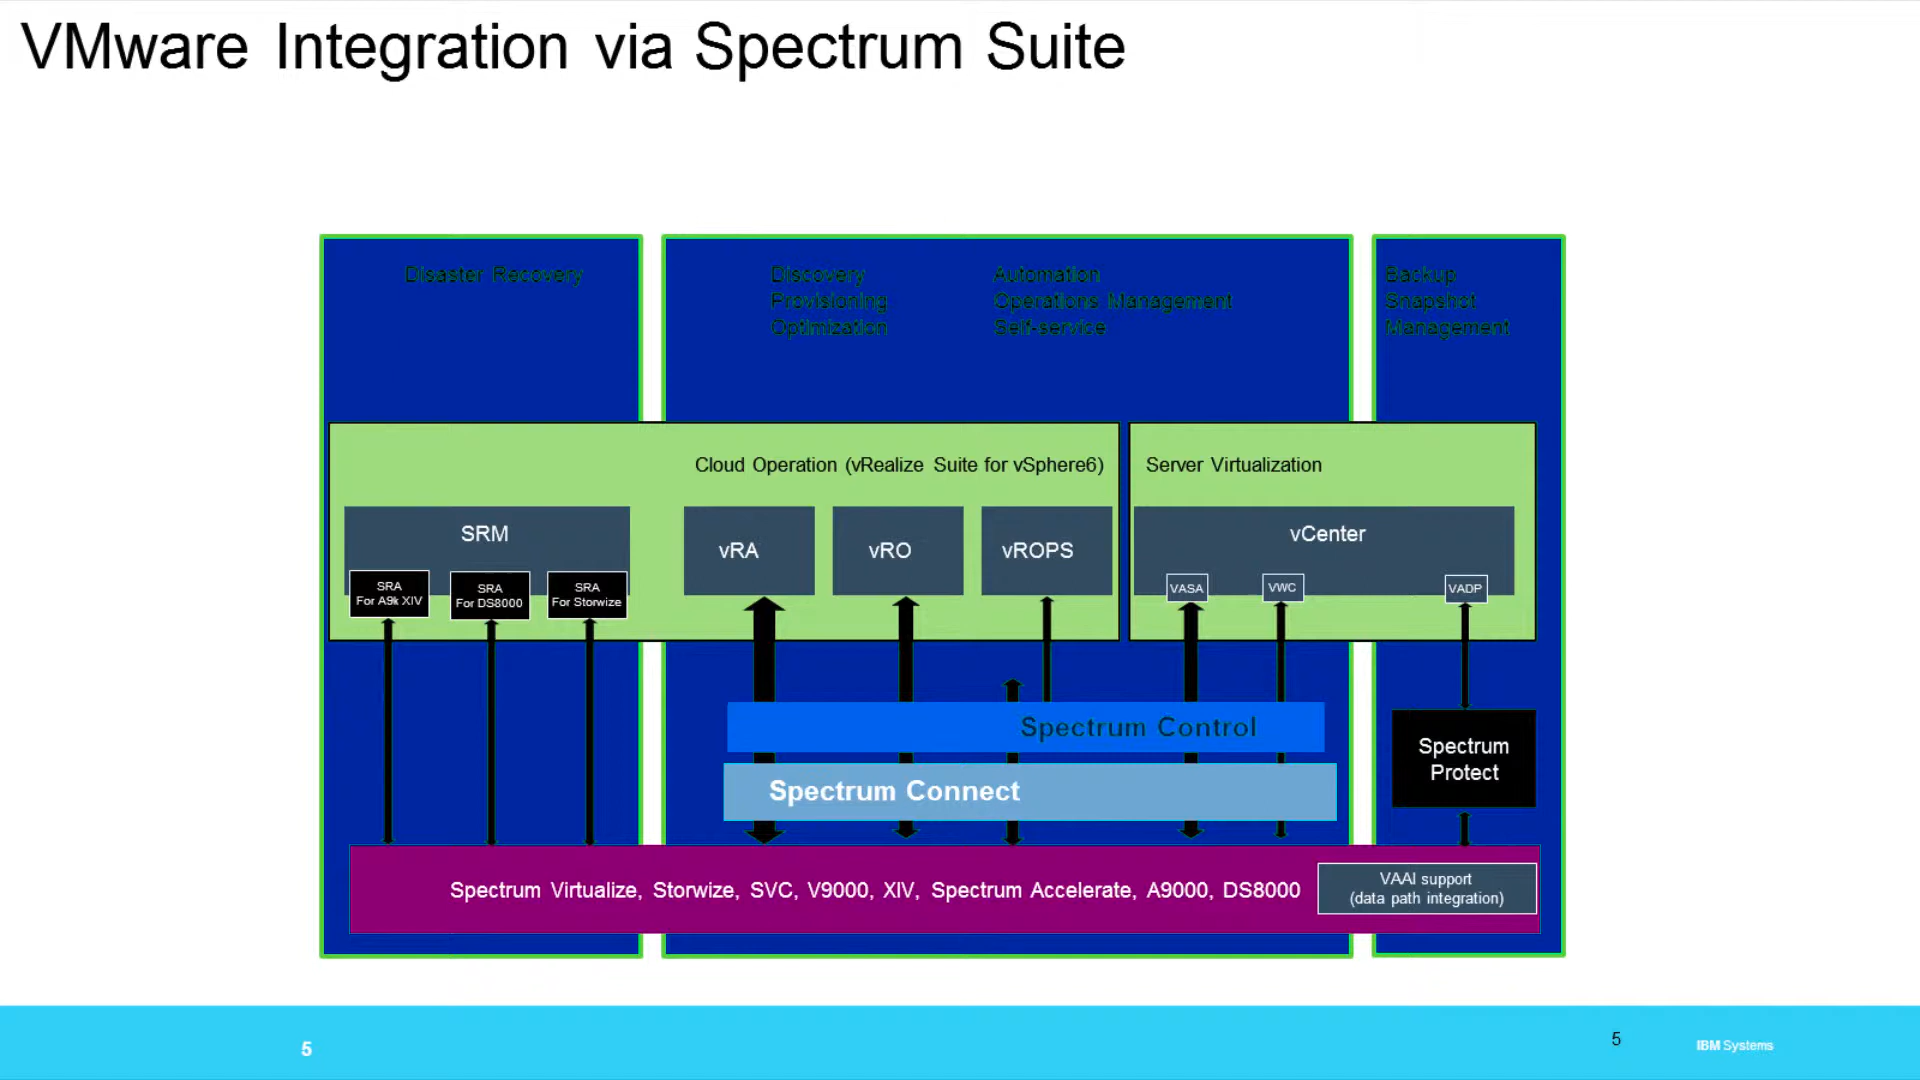 VMware Integration via Spectrum Suite
Disaster Recovery
Discovery
Provisioning
Optimization
Automation
Operations Management
Self-service
Backup
Snapshot
Management
Cloud Operation (vRealize Suite for vSphere6)
Server Virtualization
SRM
SRA
For A9k XIV
SRA
For DS8000
SRA
For Storwize
vRA
vRO
vROPS
vCenter
VASA
VWC
VADP
Spectrum Control
Spectrum Connect
Spectrum
Protect
Spectrum Virtualize, Storwize, SVC, V9000, XIV, Spectrum Accelerate, A9000, DS8000
VAAI support
(data path integration)
5
5
IBM Systems